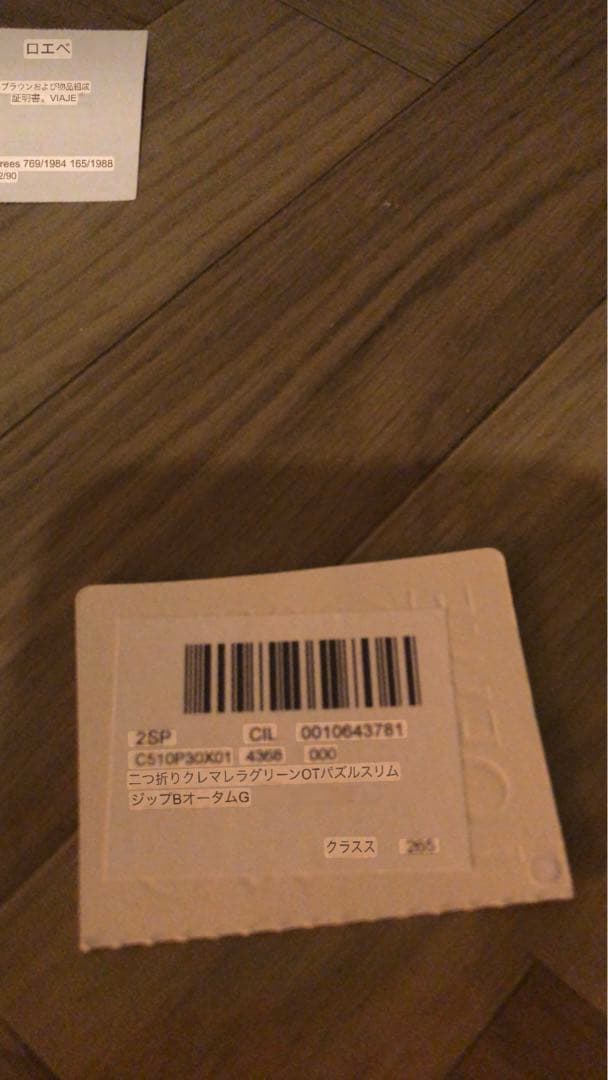 ロエベ
ブラウンおよび物品組成
証明書。VIAJE
rees 769/1984 165/1988
2/90
2SP CIL 0010643781
C510P30X01 4368 000
二つ折りクレマレラグリーンOTパズルスリム
ジップBオータムG
クラスス 265